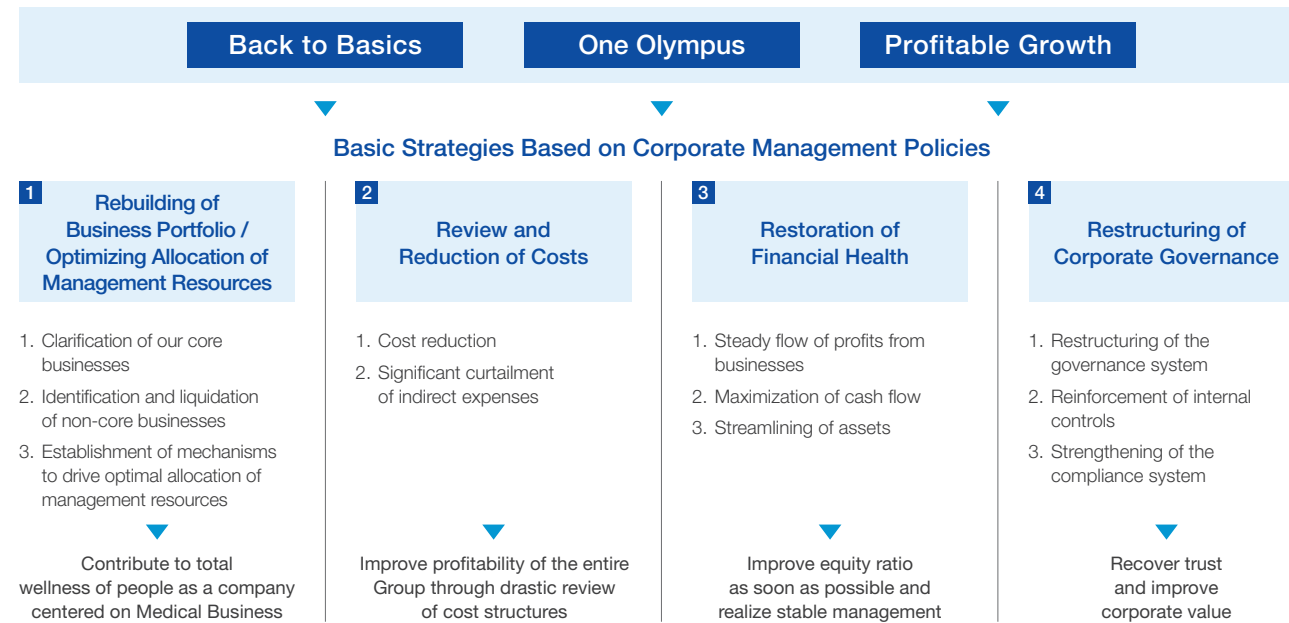 Back to Basics
One Olympus
Profitable Growth
Basic Strategies Based on Corporate Management Policies
1
Rebuilding of
Business Portfolio /
Optimizing Allocation of
Management Resources
1. Clarification of our core
businesses
2. Identification and liquidation
of non-core businesses
3. Establishment of mechanisms
to drive optimal allocation of
management resources
Contribute to total
wellness of people as a company
centered on Medical Business
2
Review and
Reduction of Costs
1. Cost reduction
2. Significant curtailment
of indirect expenses
Improve profitability of the entire
Group through drastic review
of cost structures
3
Restoration of
Financial Health
1. Steady flow of profits from
businesses
2. Maximization of cash flow
3. Streamlining of assets
Improve equity ratio
as soon as possible and
realize stable management
4
Restructuring of
Corporate Governance
1. Restructuring of the
governance system
2. Reinforcement of internal
controls
3. Strengthening of the
compliance system
Recover trust
and improve
corporate value